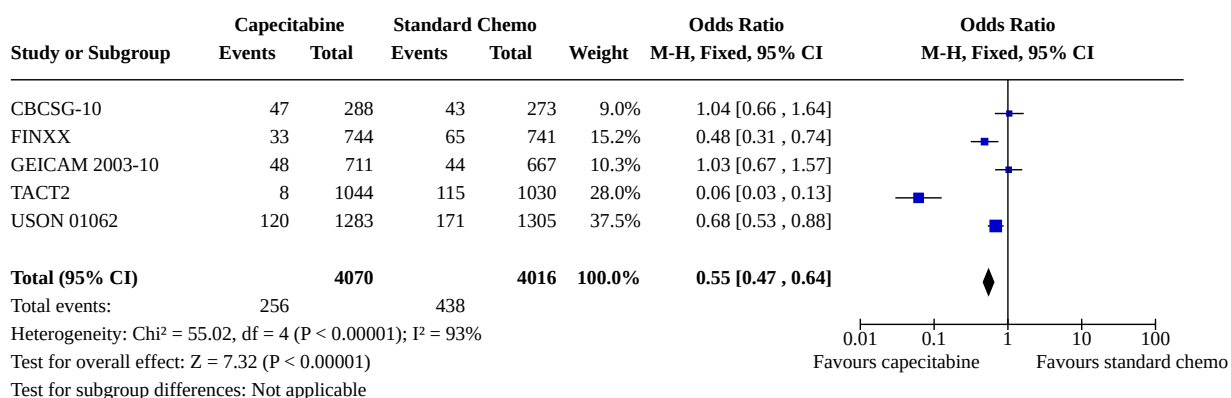 Capecitabine Standard Chemo Odds Ratio Odds Ratio
Study or Subgroup Events Total Events Total Weight M-H, Fixed, 95% CI M-H, Fixed, 95% CI
CBCSG-10 47 288 43 273 9.0% 1.04 [0.66 , 1.64]
FINXX 33 744 65 741 15.2% 0.48 [0.31 , 0.74]
GEICAM 2003-10 48 711 44 667 10.3% 1.03 [0.67 , 1.57]
TACT2 8 1044 115 1030 28.0% 0.06 [0.03 , 0.13]
USON 01062 120 1283 171 1305 37.5% 0.68 [0.53 , 0.88]
Total (95% CI) 4070 4016 100.0% 0.55 [0.47 , 0.64]
Total events: 256 438
Heterogeneity: Chi² = 55.02, df = 4 (P < 0.00001); I² = 93%
0.01 0.1 1 10 100
Test for overall effect: Z = 7.32 (P < 0.00001)
Favours capecitabine Favours standard chemo
Test for subgroup differences: Not applicable